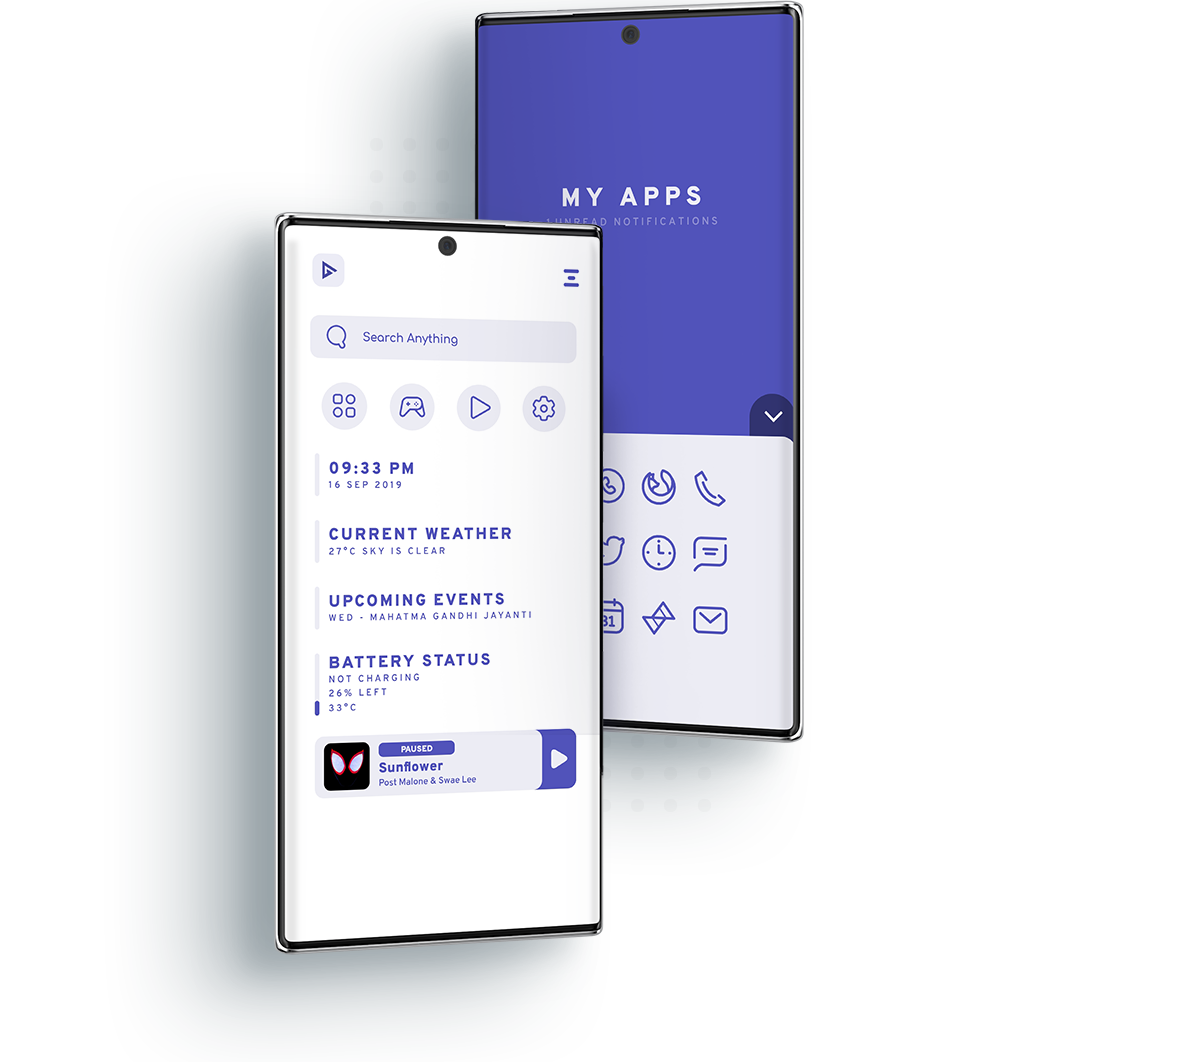 MY APPS
UNREAD NOTIFICATIONS
Search Anything
09:33 PM
16 SEP 2019
CURRENT WEATHER
27°C SKY IS CLEAR
UPCOMING EVENTS
WED - MAHATMA GANDHI JAYANTI
BATTERY STATUS
NOT CHARGING
26% LEFT
33°C
PAUSED
Sunflower
Post Malone & Swae Lee
31